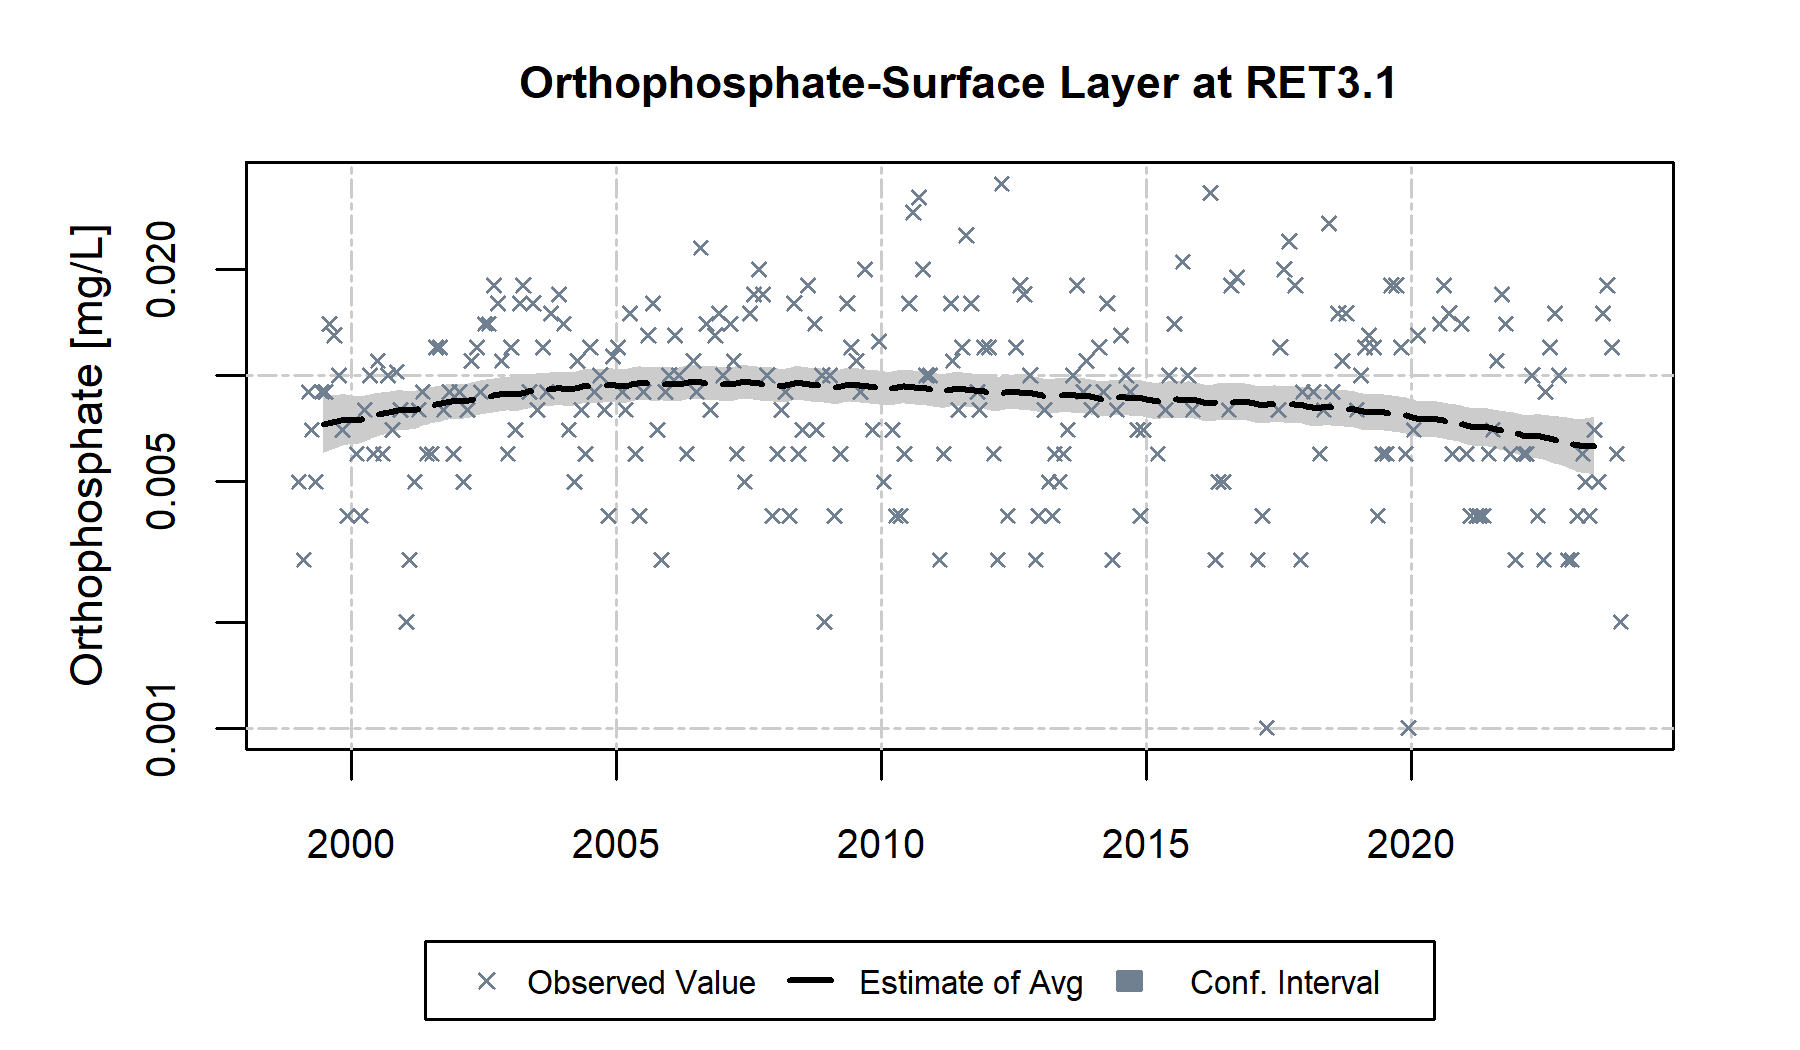 Orthophosphate-Surface Layer at RET3.1
Orthophosphate [mg/L]
0.020
0.005
0.001
2000 2005 2010 2015 2020
Observed Value Estimate of Avg Conf. Interval